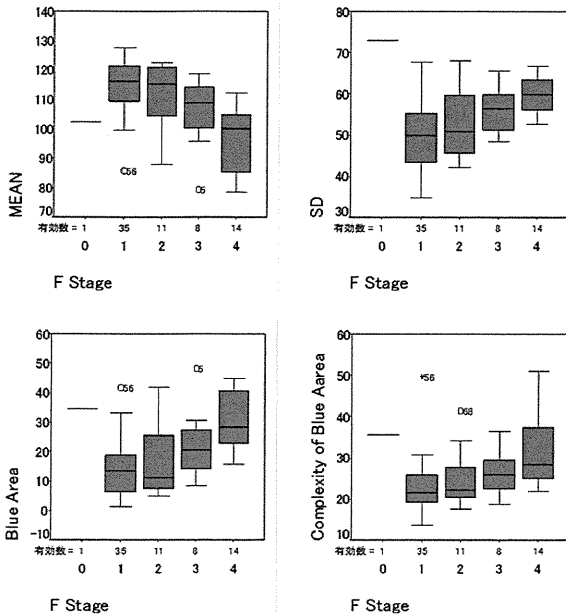 MEAN
140
130
120
110
100
90
80
70
C56
O5
有効数 = 1 35 11 8 14
0 1 2 3 4
F Stage
SD
80
70
60
50
40
30
有効数 = 1 35 11 8 14
0 1 2 3 4
F Stage
Blue Area
60
50
40
30
20
10
0
-10
O56
O5
有効数 = 1 35 11 8 14
0 1 2 3 4
F Stage
Complexity of Blue Aarea
60
50
40
30
20
10
*56
O68
有効数 = 1 35 11 8 14
0 1 2 3 4
F Stage